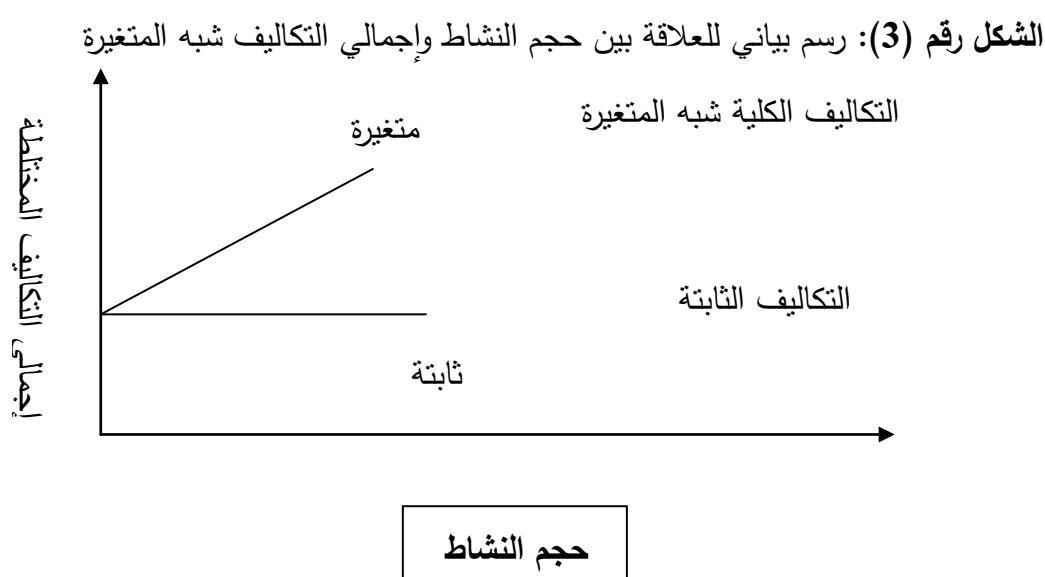 الشكل رقم (3): رسم بياني للعلاقة بين حجم النشاط وإجمالي التكاليف شبه المتغيرة
التكاليف الكلية شبه المتغيرة
متغيرة
إجمالى التكاليف المختلطة
التكاليف الثابتة
ثابتة
حجم النشاط